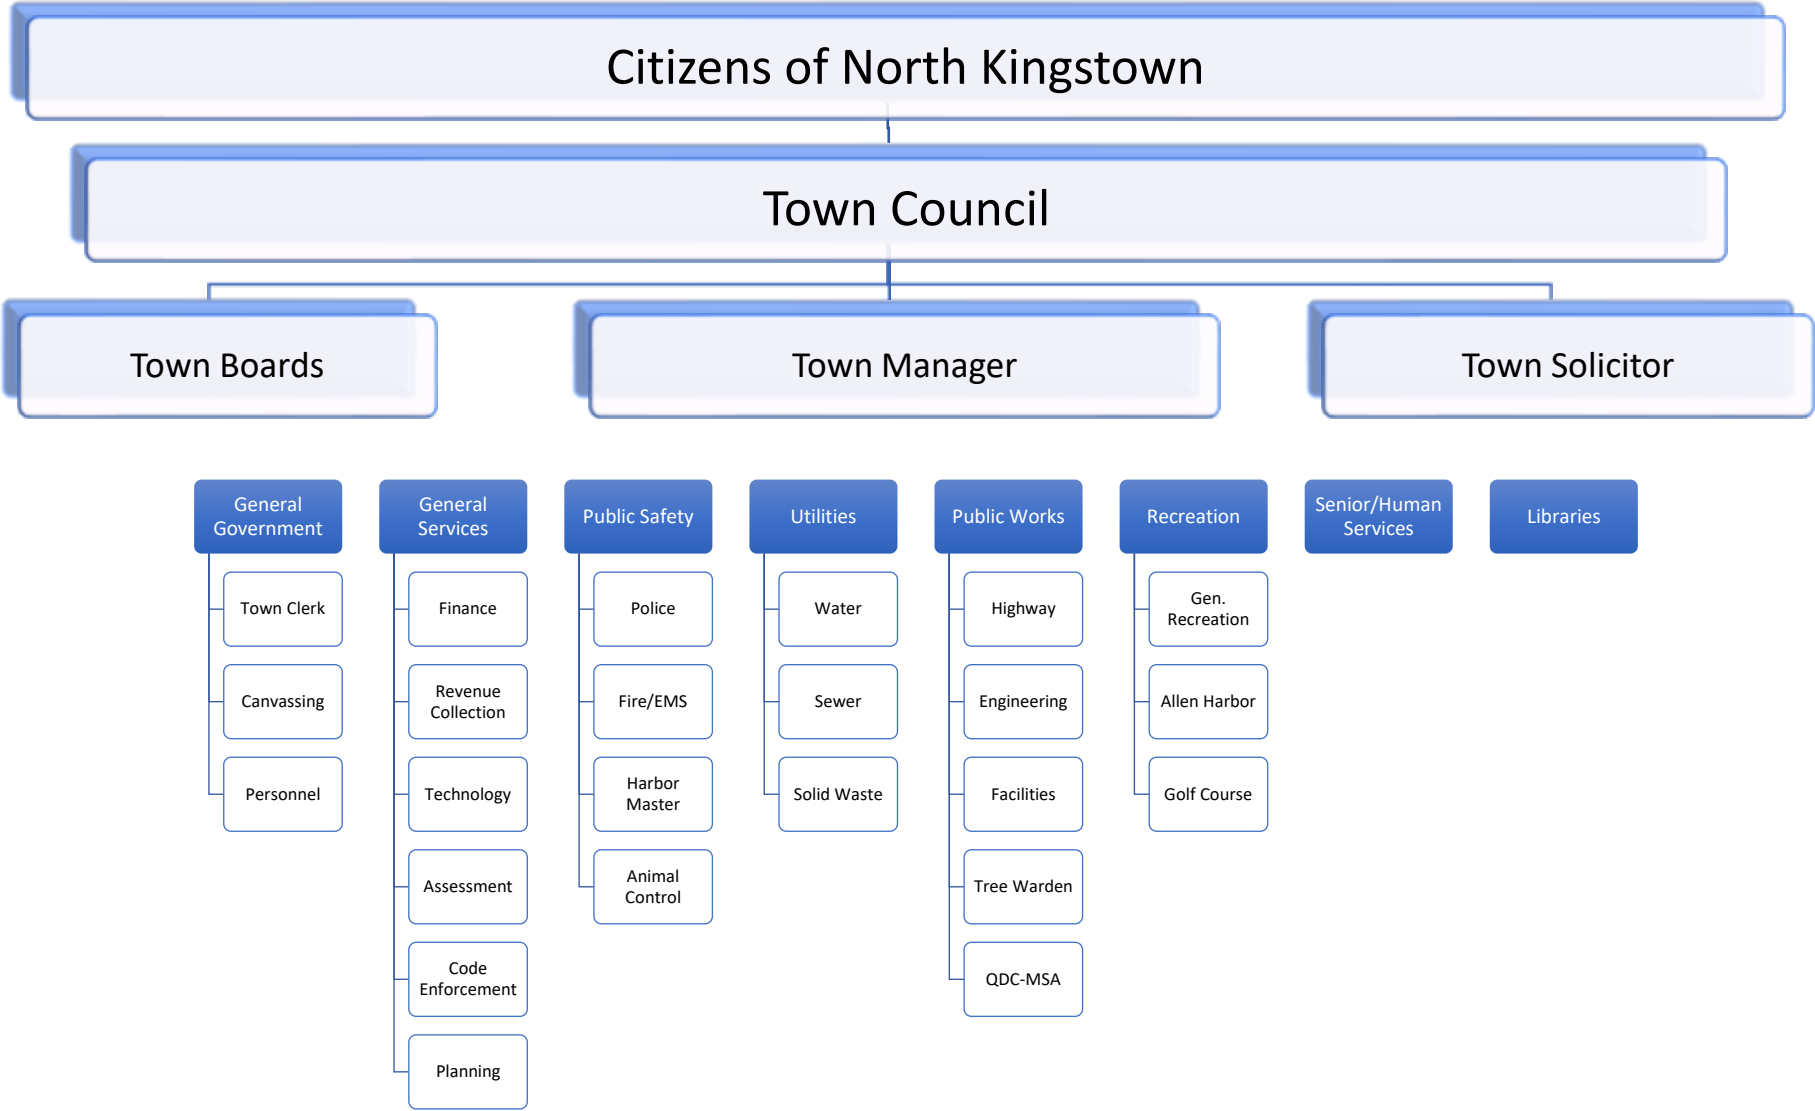 Citizens of North Kingstown
Town Council
Town Boards
Town Manager
Town Solicitor
General
Government
Town Clerk
Canvassing
Personnel
General
Services
Finance
Revenue
Collection
Technology
Assessment
Code
Enforcement
Planning
Public Safety
Police
Fire/EMS
Harbor
Master
Animal
Control
Utilities
Water
Sewer
Solid Waste
Public Works
Highway
Engineering
Facilities
Tree Warden
QDC-MSA
Recreation
Gen.
Recreation
Allen Harbor
Golf Course
Senior/Human
Services
Libraries